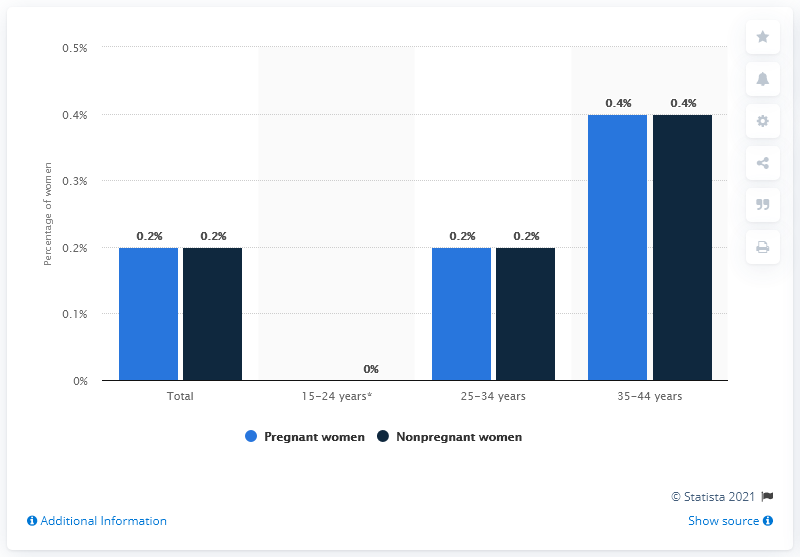 0.5%
0.4%
0.3%
0.2%
0.1%
0%
Percentage of women
0.2% 0.2%
0%
0.2% 0.2%
0.4% 0.4%
Total 15-24 years* 25-34 years 35-44 years
Pregnant women Nonpregnant women
© Statista 2021
Additional Information Show source